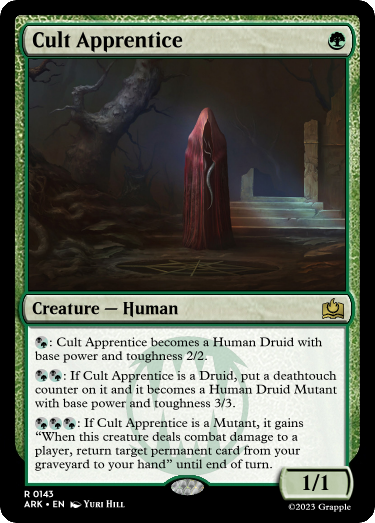 Cult Apprentice
Creature — Human
: Cult Apprentice becomes a Human Druid with
base power and toughness 2/2.
: If Cult Apprentice is a Druid, put a deathtouch
counter on it and it becomes a Human Druid Mutant
with base power and toughness 3/3.
: If Cult Apprentice is a Mutant, it gains
“When this creature deals combat damage to a
player, return target permanent card from your
graveyard to your hand” until end of turn.
1/1
R 0143
ARK • EN Yuri Hill
©2023 Grapple